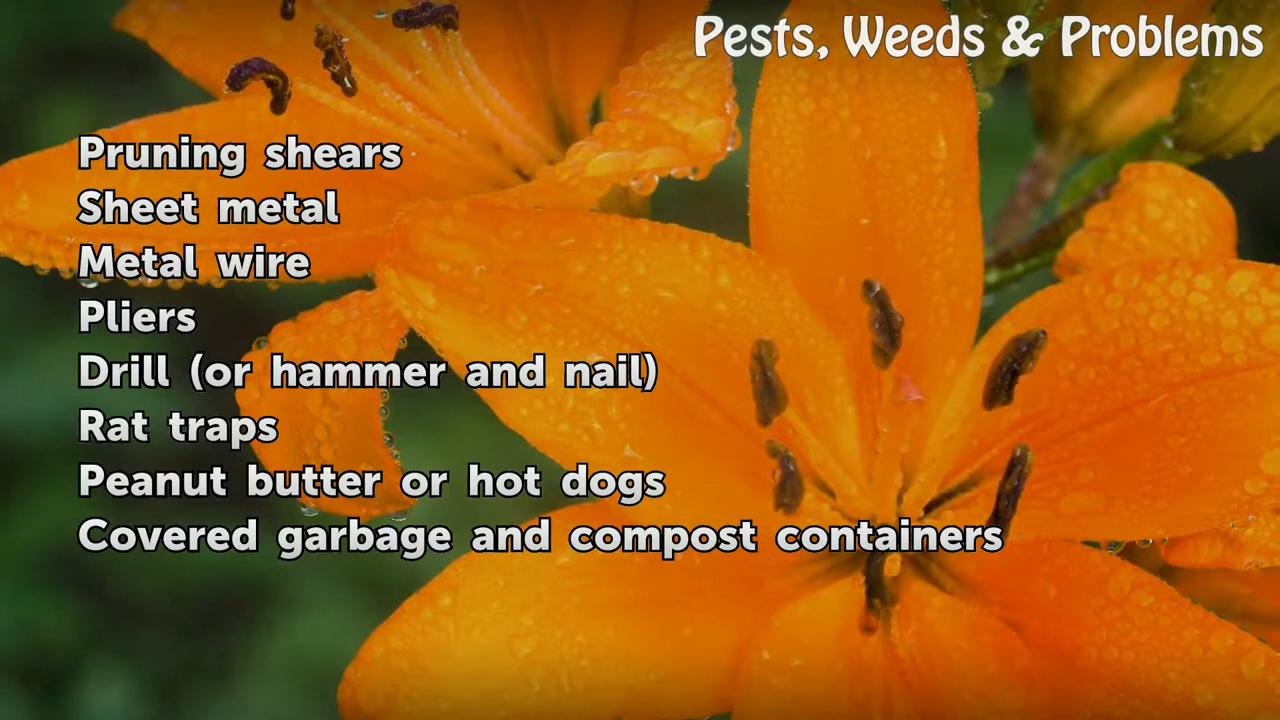 Pests, Weeds & Problems
Pruning shears
Sheet metal
Metal wire
Pliers
Drill (or hammer and nail)
Rat traps
Peanut butter or hot dogs
Covered garbage and compost containers